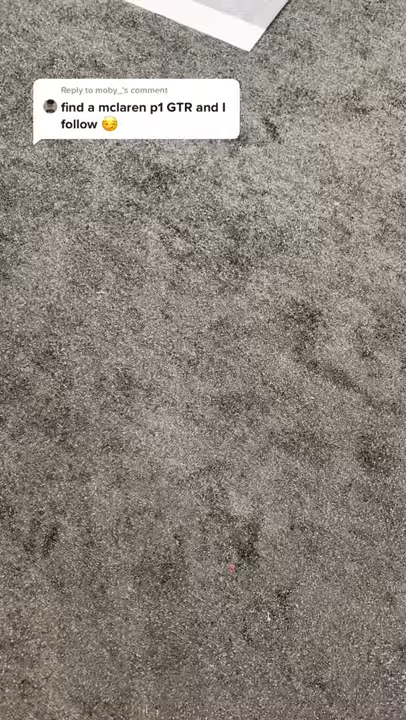 Reply to moby_'s comment
find a mclaren p1 GTR and I
follow 😏